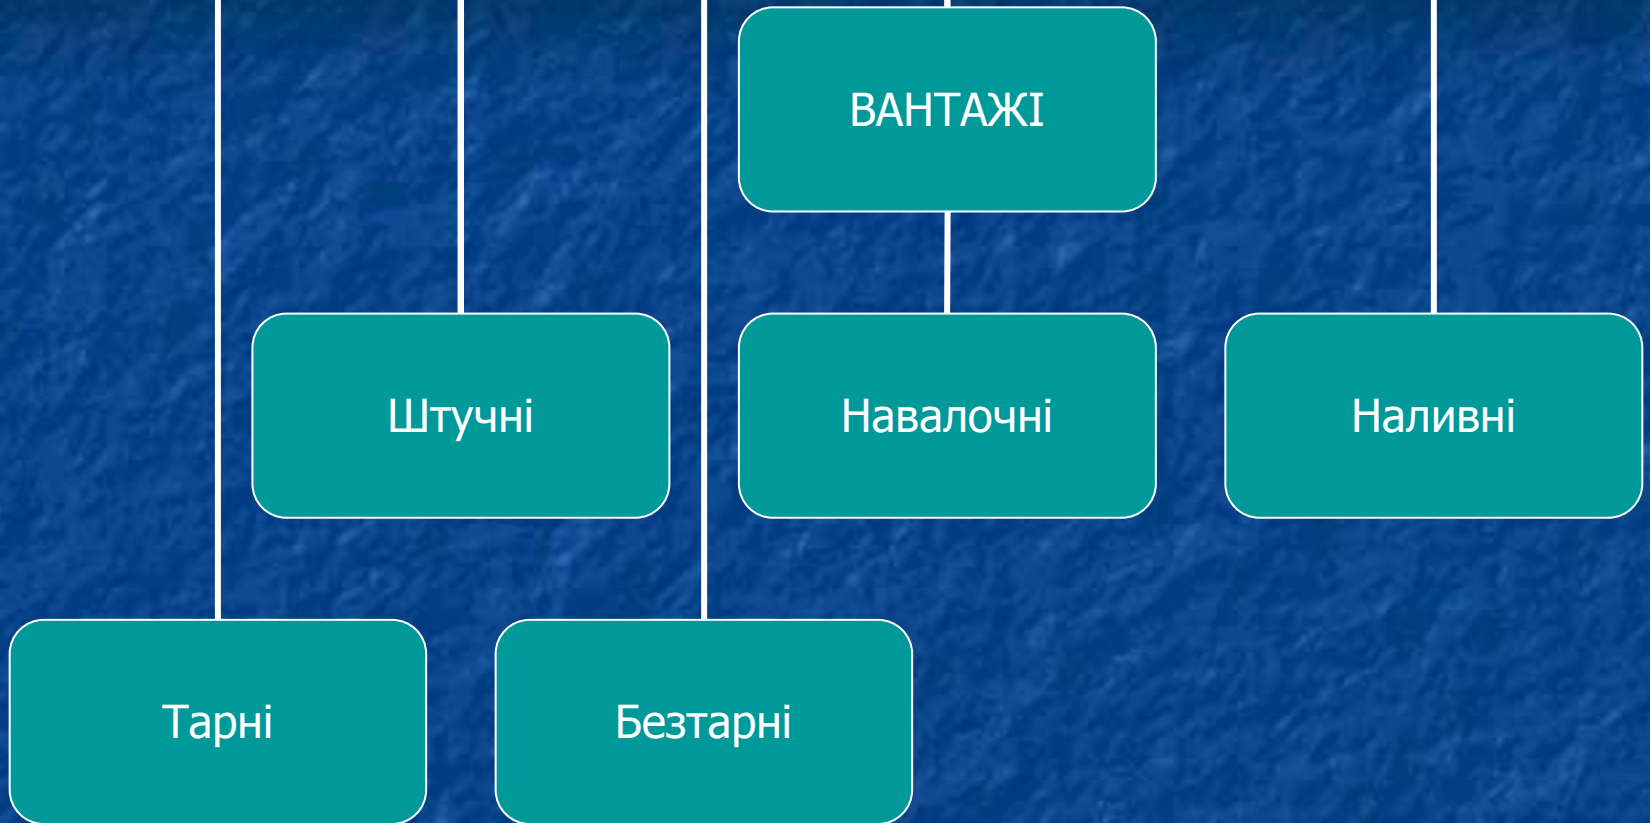 ВАНТАЖІ
Штучні
Навалочні
Наливні
Тарні
Безтарні